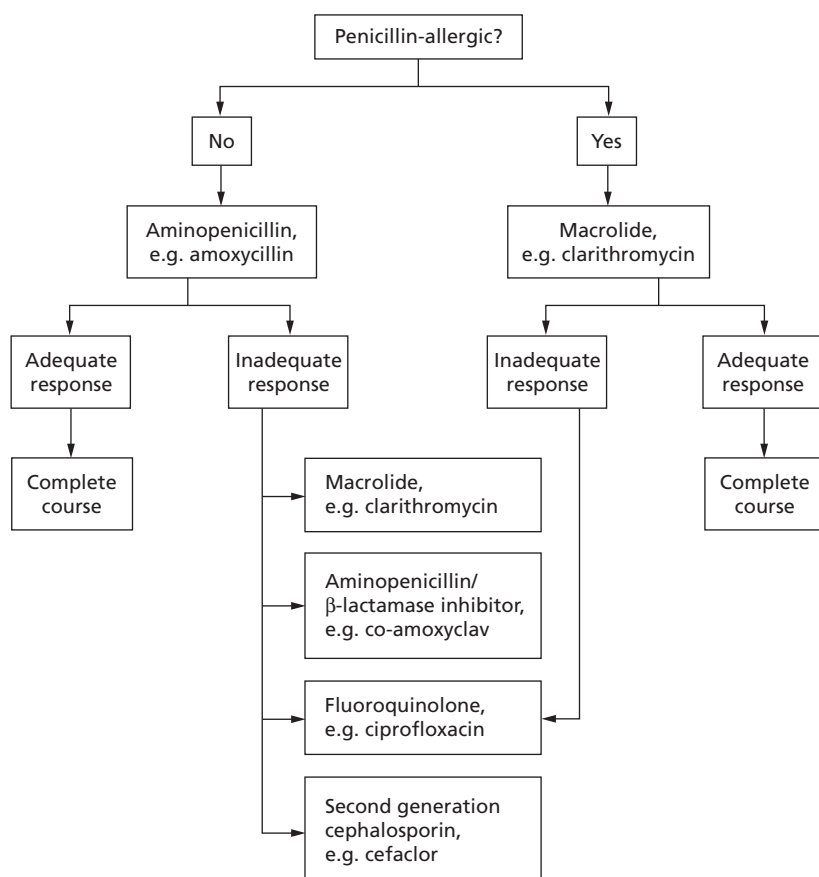 Penicillin-allergic?
No
Yes
Aminopenicillin,
e.g. amoxycillin
Macrolide,
e.g. clarithromycin
Adequate
response
Inadequate
response
Inadequate
response
Adequate
response
Complete
course
Macrolide,
e.g. clarithromycin
Complete
course
Aminopenicillin/
β-lactamase inhibitor,
e.g. co-amoxyclav
Fluoroquinolone,
e.g. ciprofloxacin
Second generation
cephalosporin,
e.g. cefaclor